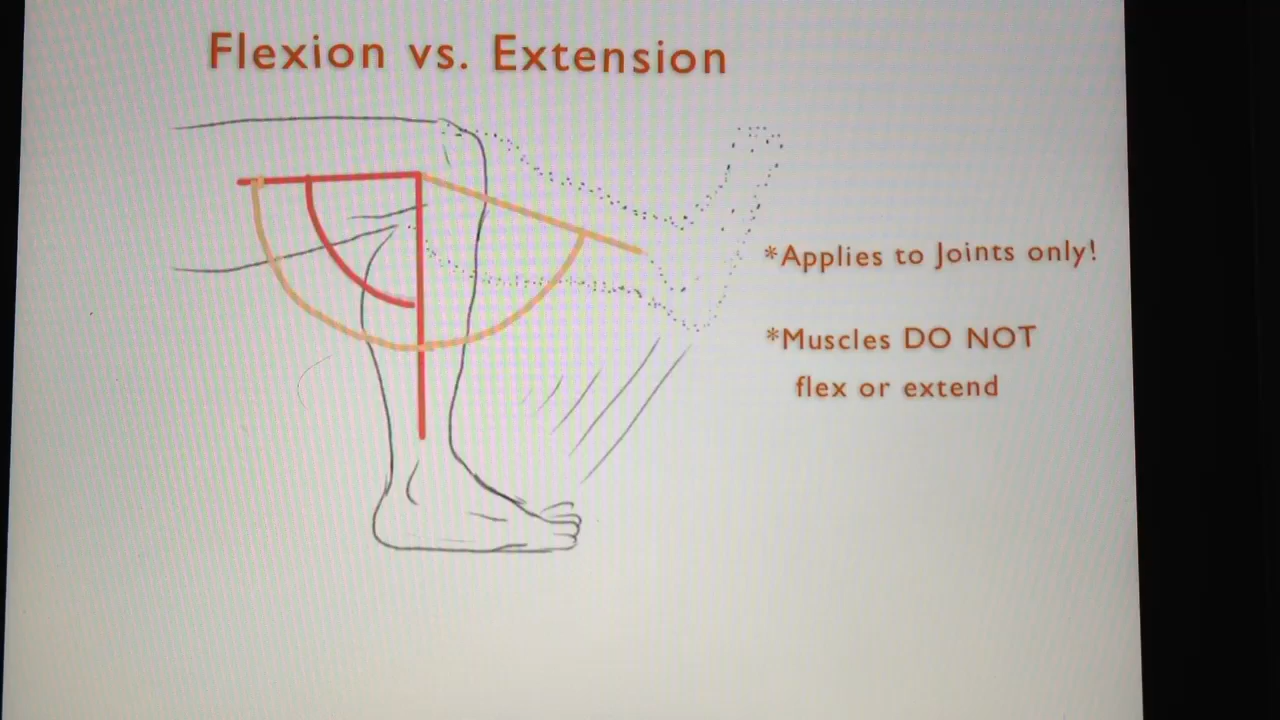 Flexion vs. Extension
*Applies to Joints only!
*Muscles DO NOT
flex or extend